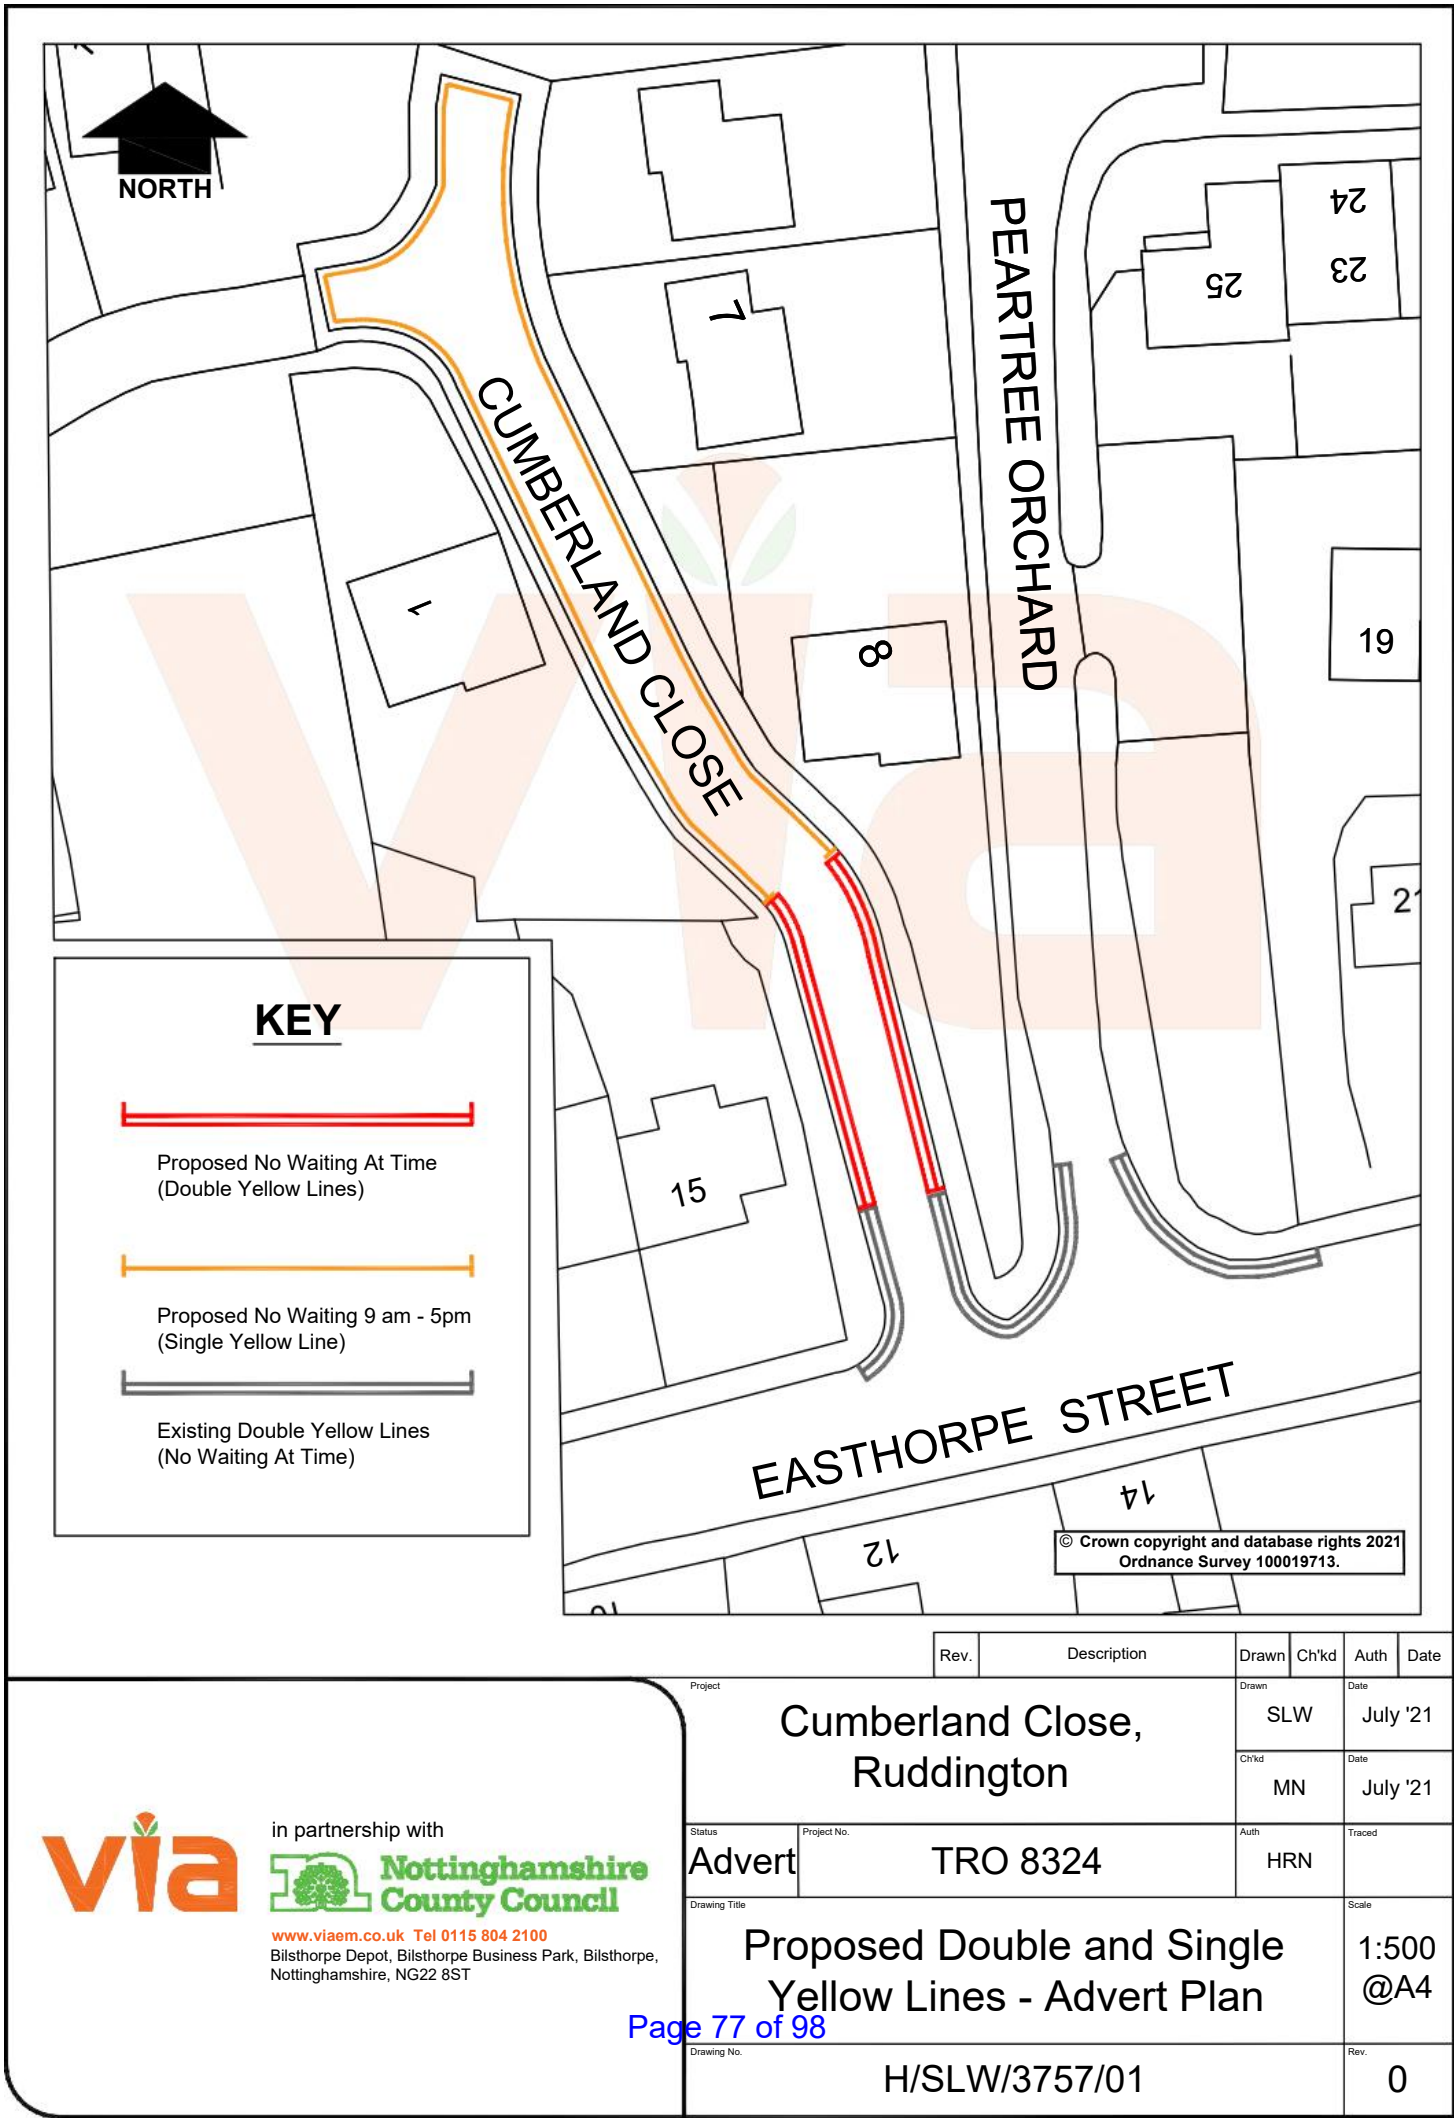 NORTH
PEARTREE ORCHARD
24
23
25
7
CUMBERLAND CLOSE
1
8
19
via
KEY
Proposed No Waiting At Time
(Double Yellow Lines)
Proposed No Waiting 9 am - 5pm
(Single Yellow Line)
Existing Double Yellow Lines
(No Waiting At Time)
15
EASTHORPE STREET
14
12
© Crown copyright and database rights 2021
Ordnance Survey 100019713.
Rev. Description Drawn Ch'kd Auth Date
Project
Cumberland Close,
Ruddington
Drawn
SLW
Date
July '21
Ch'kd
MN
Date
July '21
Status
Advert
Project No.
TRO 8324
Auth
HRN
Traced
via
in partnership with
Nottinghamshire
County Council
www.viaem.co.uk Tel 0115 804 2100
Bilsthorpe Depot, Bilsthorpe Business Park, Bilsthorpe,
Nottinghamshire, NG22 8ST
Drawing Title
Proposed Double and Single
Yellow Lines - Advert Plan
Scale
1:500
@A4
Page 77 of 98
Drawing No.
H/SLW/3757/01
Rev.
0